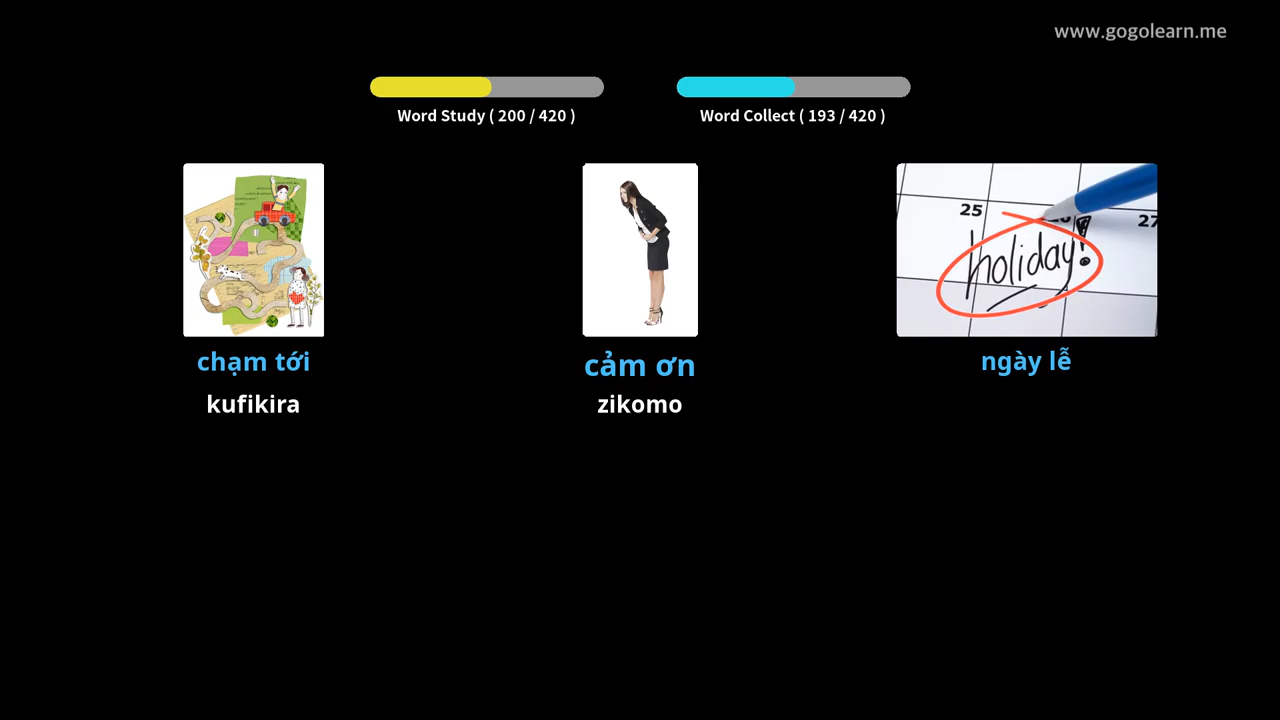 www.gogolearn.me
Word Study ( 200 / 420 )
Word Collect ( 193 / 420 )
25
27
holiday!
chạm tới
cảm ơn
ngày lễ
kufikira
zikomo